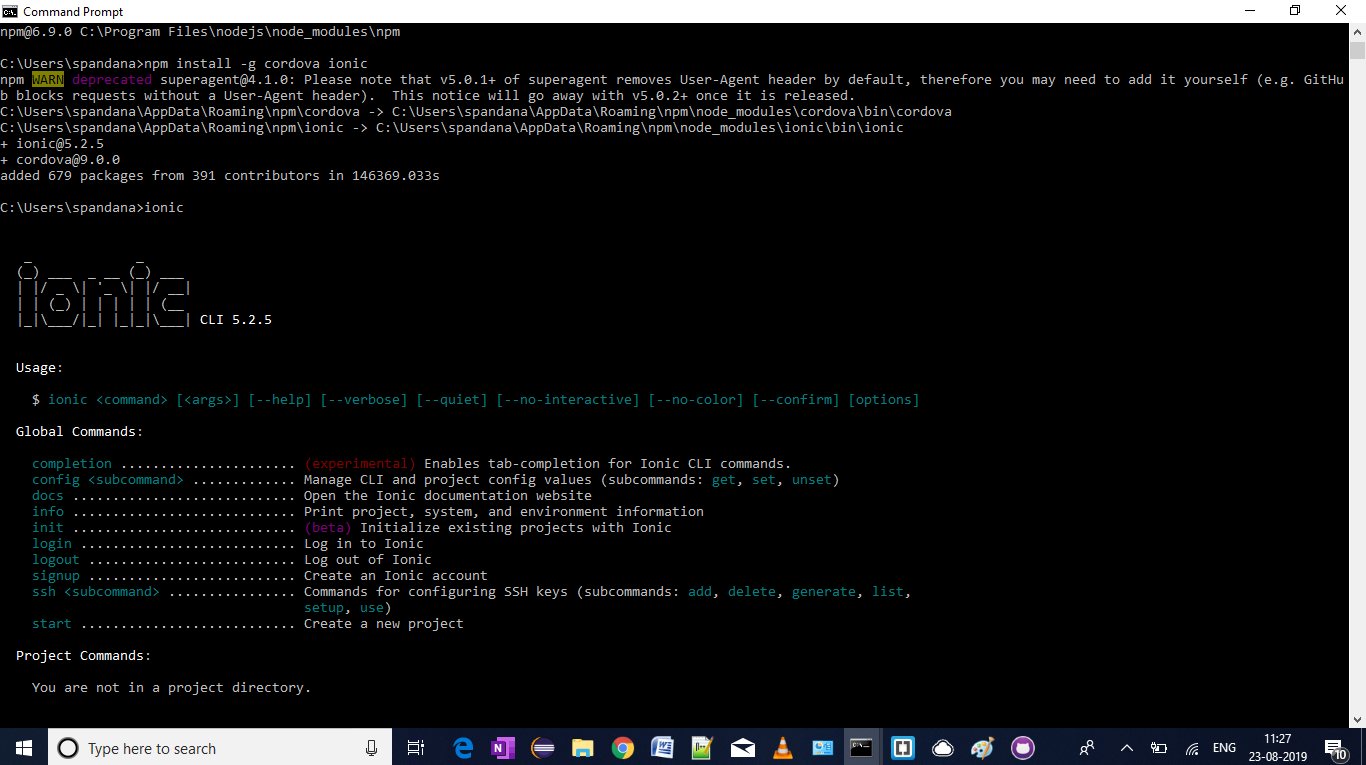 Command Prompt
npm@6.9.0 C:\Program Files\nodejs\node_modules\npm
C:\Users\spandana>npm install -g cordova ionic
npm WARN deprecated superagent@4.1.0: Please note that v5.0.1+ of superagent removes User-Agent header by default, therefore you may need to add it yourself (e.g. GitHu
b blocks requests without a User-Agent header).  This notice will go away with v5.0.2+ once it is released.
C:\Users\spandana\AppData\Roaming\npm\cordova -> C:\Users\spandana\AppData\Roaming\npm\node_modules\cordova\bin\cordova
C:\Users\spandana\AppData\Roaming\npm\ionic -> C:\Users\spandana\AppData\Roaming\npm\node_modules\ionic\bin\ionic
+ ionic@5.2.5
+ cordova@9.0.0
added 679 packages from 391 contributors in 146369.033s
C:\Users\spandana>ionic
ionic CLI 5.2.5
Usage:
$ ionic <command> [<args>] [--help] [--verbose] [--quiet] [--no-interactive] [--no-color] [--confirm] [options]
Global Commands:
completion ...................... (experimental) Enables tab-completion for Ionic CLI commands.
config <subcommand> ............. Manage CLI and project config values (subcommands: get, set, unset)
docs ............................ Open the Ionic documentation website
info ............................ Print project, system, and environment information
init ............................ (beta) Initialize existing projects with Ionic
login ........................... Log in to Ionic
logout .......................... Log out of Ionic
signup .......................... Create an Ionic account
ssh <subcommand> ................ Commands for configuring SSH keys (subcommands: add, delete, generate, list,
setup, use)
start ........................... Create a new project
Project Commands:
You are not in a project directory.
Type here to search
ENG
11:27
23-08-2019
10